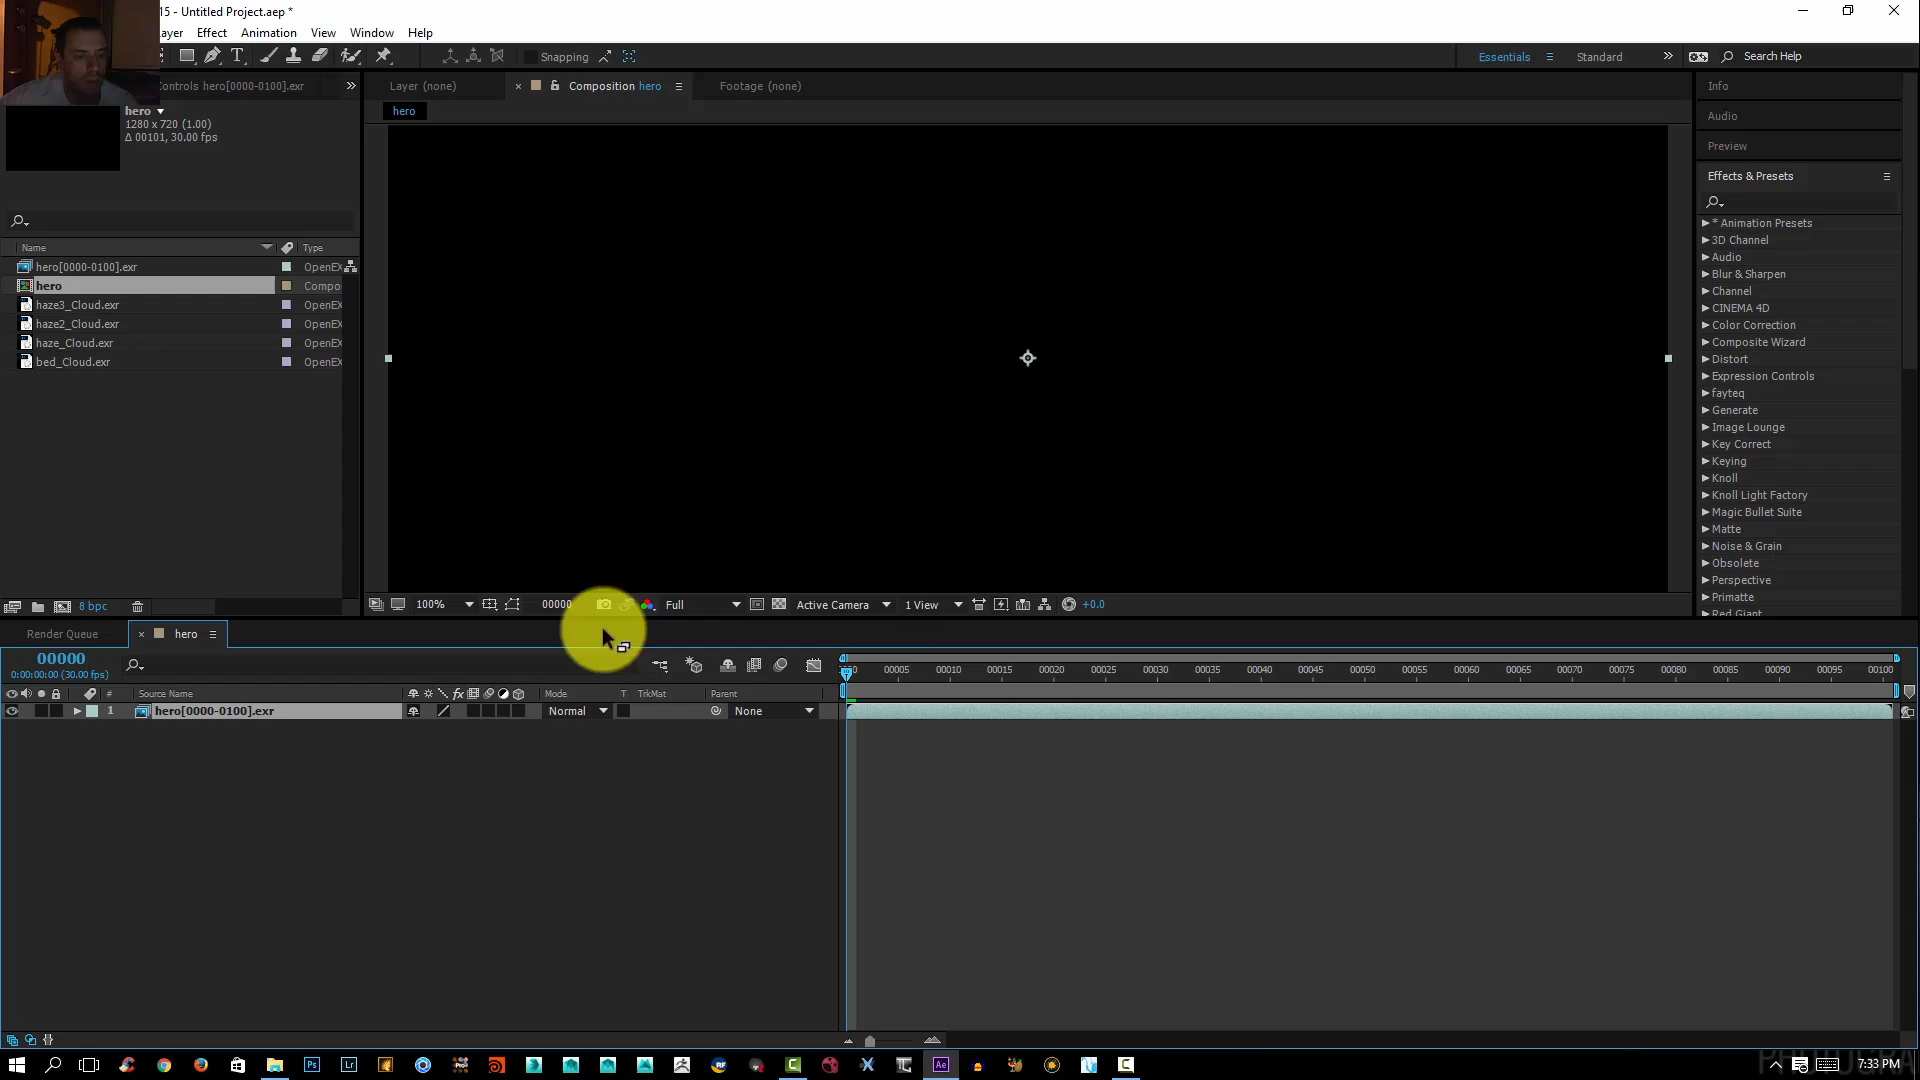 15 - Untitled Project.aep *
Layer Effect Animation View Window Help
T Snapping Essentials Standard Search Help
Controls hero[0000-0100].exr
Layer (none) Composition hero Footage (none)
hero
hero
1280 x 720 (1.00)
Δ 00101, 30.00 fps
Name Type
hero[0000-0100].exr OpenEX
hero Compo
haze3_Cloud.exr OpenEX
haze2_Cloud.exr OpenEX
haze_Cloud.exr OpenEX
bed_Cloud.exr OpenEX
8 bpc
100% 00000 Full Active Camera 1 View +0.0
Info
Audio
Preview
Effects & Presets
* Animation Presets
3D Channel
Audio
Blur & Sharpen
Channel
CINEMA 4D
Color Correction
Composite Wizard
Distort
Expression Controls
fayteq
Generate
Image Lounge
Key Correct
Keying
Knoll
Knoll Light Factory
Magic Bullet Suite
Matte
Noise & Grain
Obsolete
Perspective
Primatte
Red Giant
Render Queue hero
00000
0:00:00:00 (30.00 fps)
00005 00010 00015 00020 00025 00030 00035 00040 00045 00050 00055 00060 00065 00070 00075 00080 00085 00090 00095 00100
# Source Name fx Mode T TrkMat Parent
1 hero[0000-0100].exr Normal None
Ps Lr Ae
7:33 PM